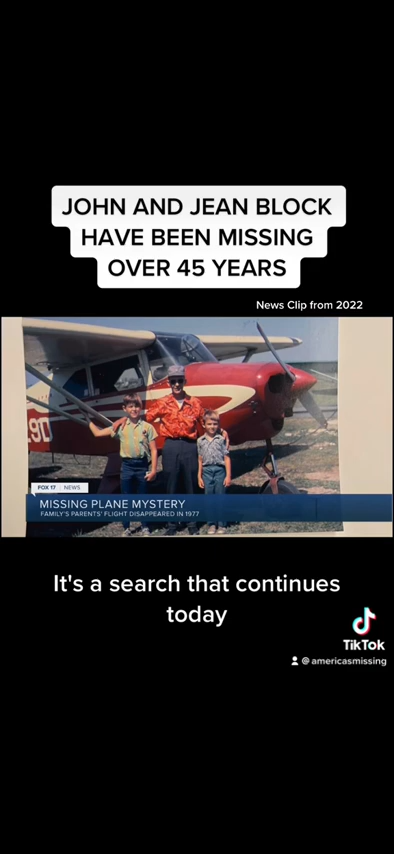 JOHN AND JEAN BLOCK
HAVE BEEN MISSING
OVER 45 YEARS
News Clip from 2022
9D
FOX 17 NEWS
MISSING PLANE MYSTERY
FAMILY'S PARENTS' FLIGHT DISAPPEARED IN 1977
It's a search that continues
today
TikTok
@americasmissing